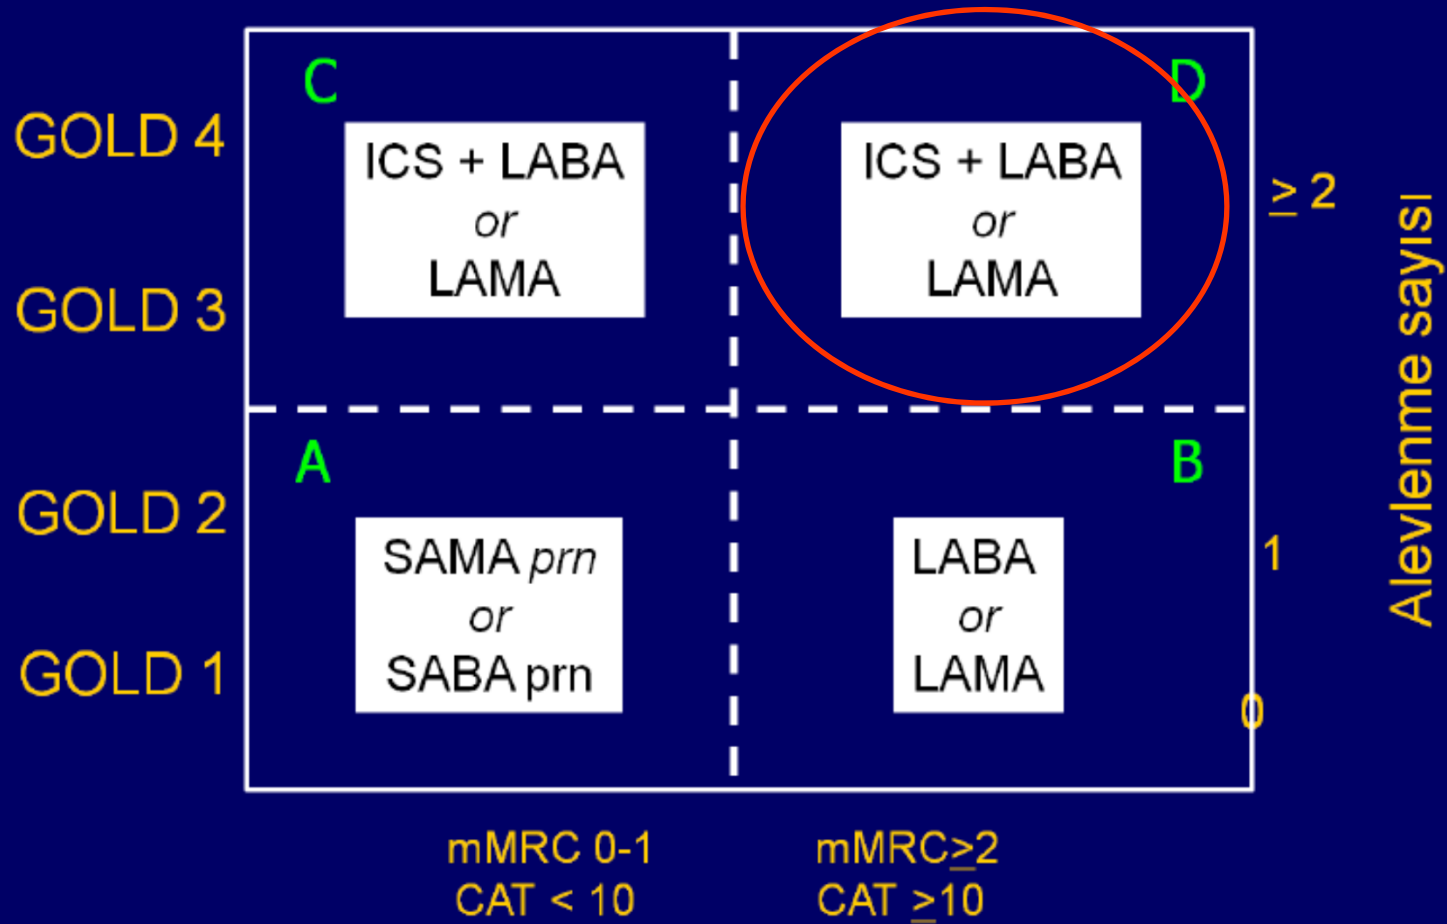 C
D
GOLD 4
ICS + LABA
or
LAMA
ICS + LABA
or
LAMA
≥ 2
GOLD 3
Alevlenme sayısı
A
B
GOLD 2
SAMA prn
or
SABA prn
LABA
or
LAMA
1
GOLD 1
0
mMRC 0-1
CAT < 10
mMRC≥2
CAT ≥10